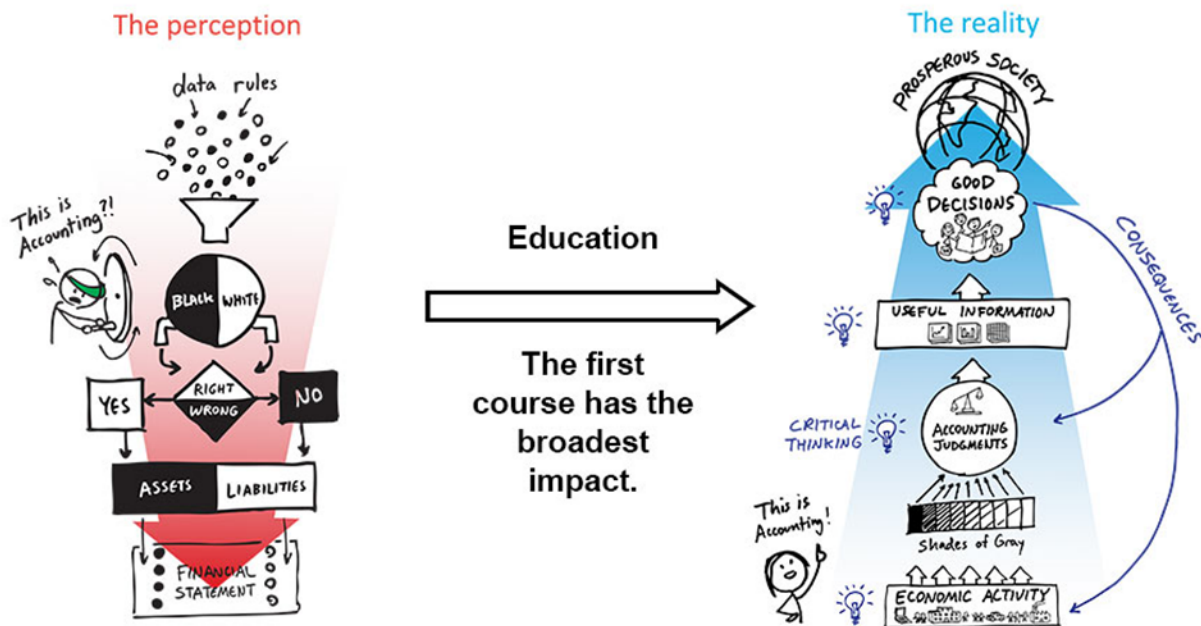 The perception
data rules
This is
Accounting?!
BLACK WHITE
RIGHT
WRONG
YES
NO
ASSETS LIABILITIES
FINANCIAL
STATEMENT
Education
The first
course has the
broadest
impact.
The reality
PROSPEROUS SOCIETY
GOOD
DECISIONS
CONSEQUENCES
USEFUL INFORMATION
CRITICAL
THINKING
ACCOUNTING
JUDGMENTS
This is
Accounting!
Shades of Gray
ECONOMIC ACTIVITY